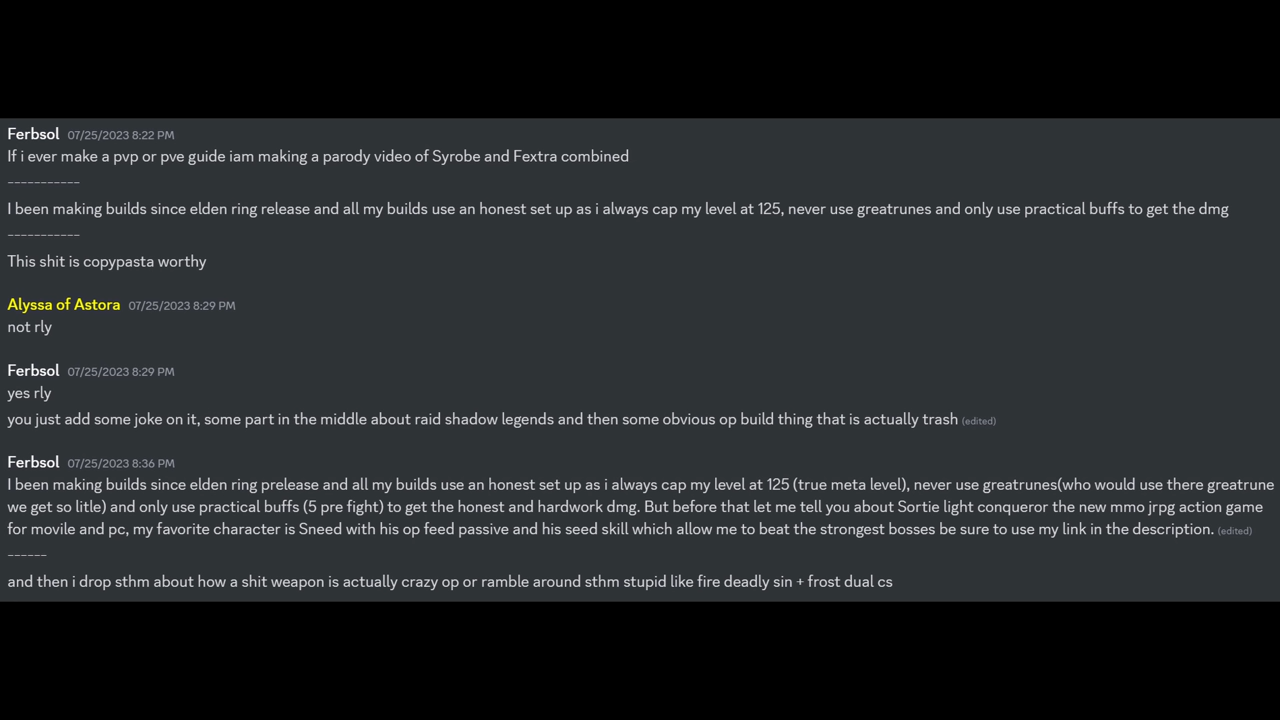 Ferbsol 07/25/2023 8:22 PM
If i ever make a pvp or pve guide iam making a parody video of Syrobe and Fextra combined
-----------
I been making builds since elden ring release and all my builds use an honest set up as i always cap my level at 125, never use greatrunes and only use practical buffs to get the dmg
-----------
This shit is copypasta worthy
Alyssa of Astora 07/25/2023 8:29 PM
not rly
Ferbsol 07/25/2023 8:29 PM
yes rly
you just add some joke on it, some part in the middle about raid shadow legends and then some obvious op build thing that is actually trash (edited)
Ferbsol 07/25/2023 8:36 PM
I been making builds since elden ring prelease and all my builds use an honest set up as i always cap my level at 125 (true meta level), never use greatrunes(who would use there greatrune
we get so litle) and only use practical buffs (5 pre fight) to get the honest and hardwork dmg. But before that let me tell you about Sortie light conqueror the new mmo jrpg action game
for movile and pc, my favorite character is Sneed with his op feed passive and his seed skill which allow me to beat the strongest bosses be sure to use my link in the description. (edited)
------
and then i drop sthm about how a shit weapon is actually crazy op or ramble around sthm stupid like fire deadly sin + frost dual cs